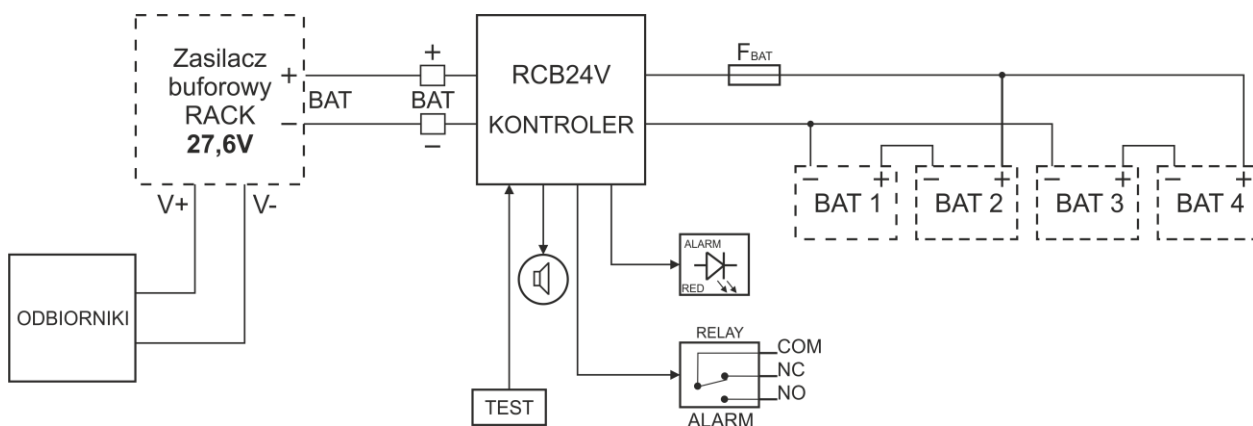 Zasilacz
buforowy
RACK
27,6V
+
BAT
−
V+
V-
ODBIORNIKI
+
BAT
−
RCB24V
KONTROLER
TEST
FBAT
− +
BAT 1
− +
BAT 2
− +
BAT 3
− +
BAT 4
ALARM
RED
RELAY
COM
NC
NO
ALARM